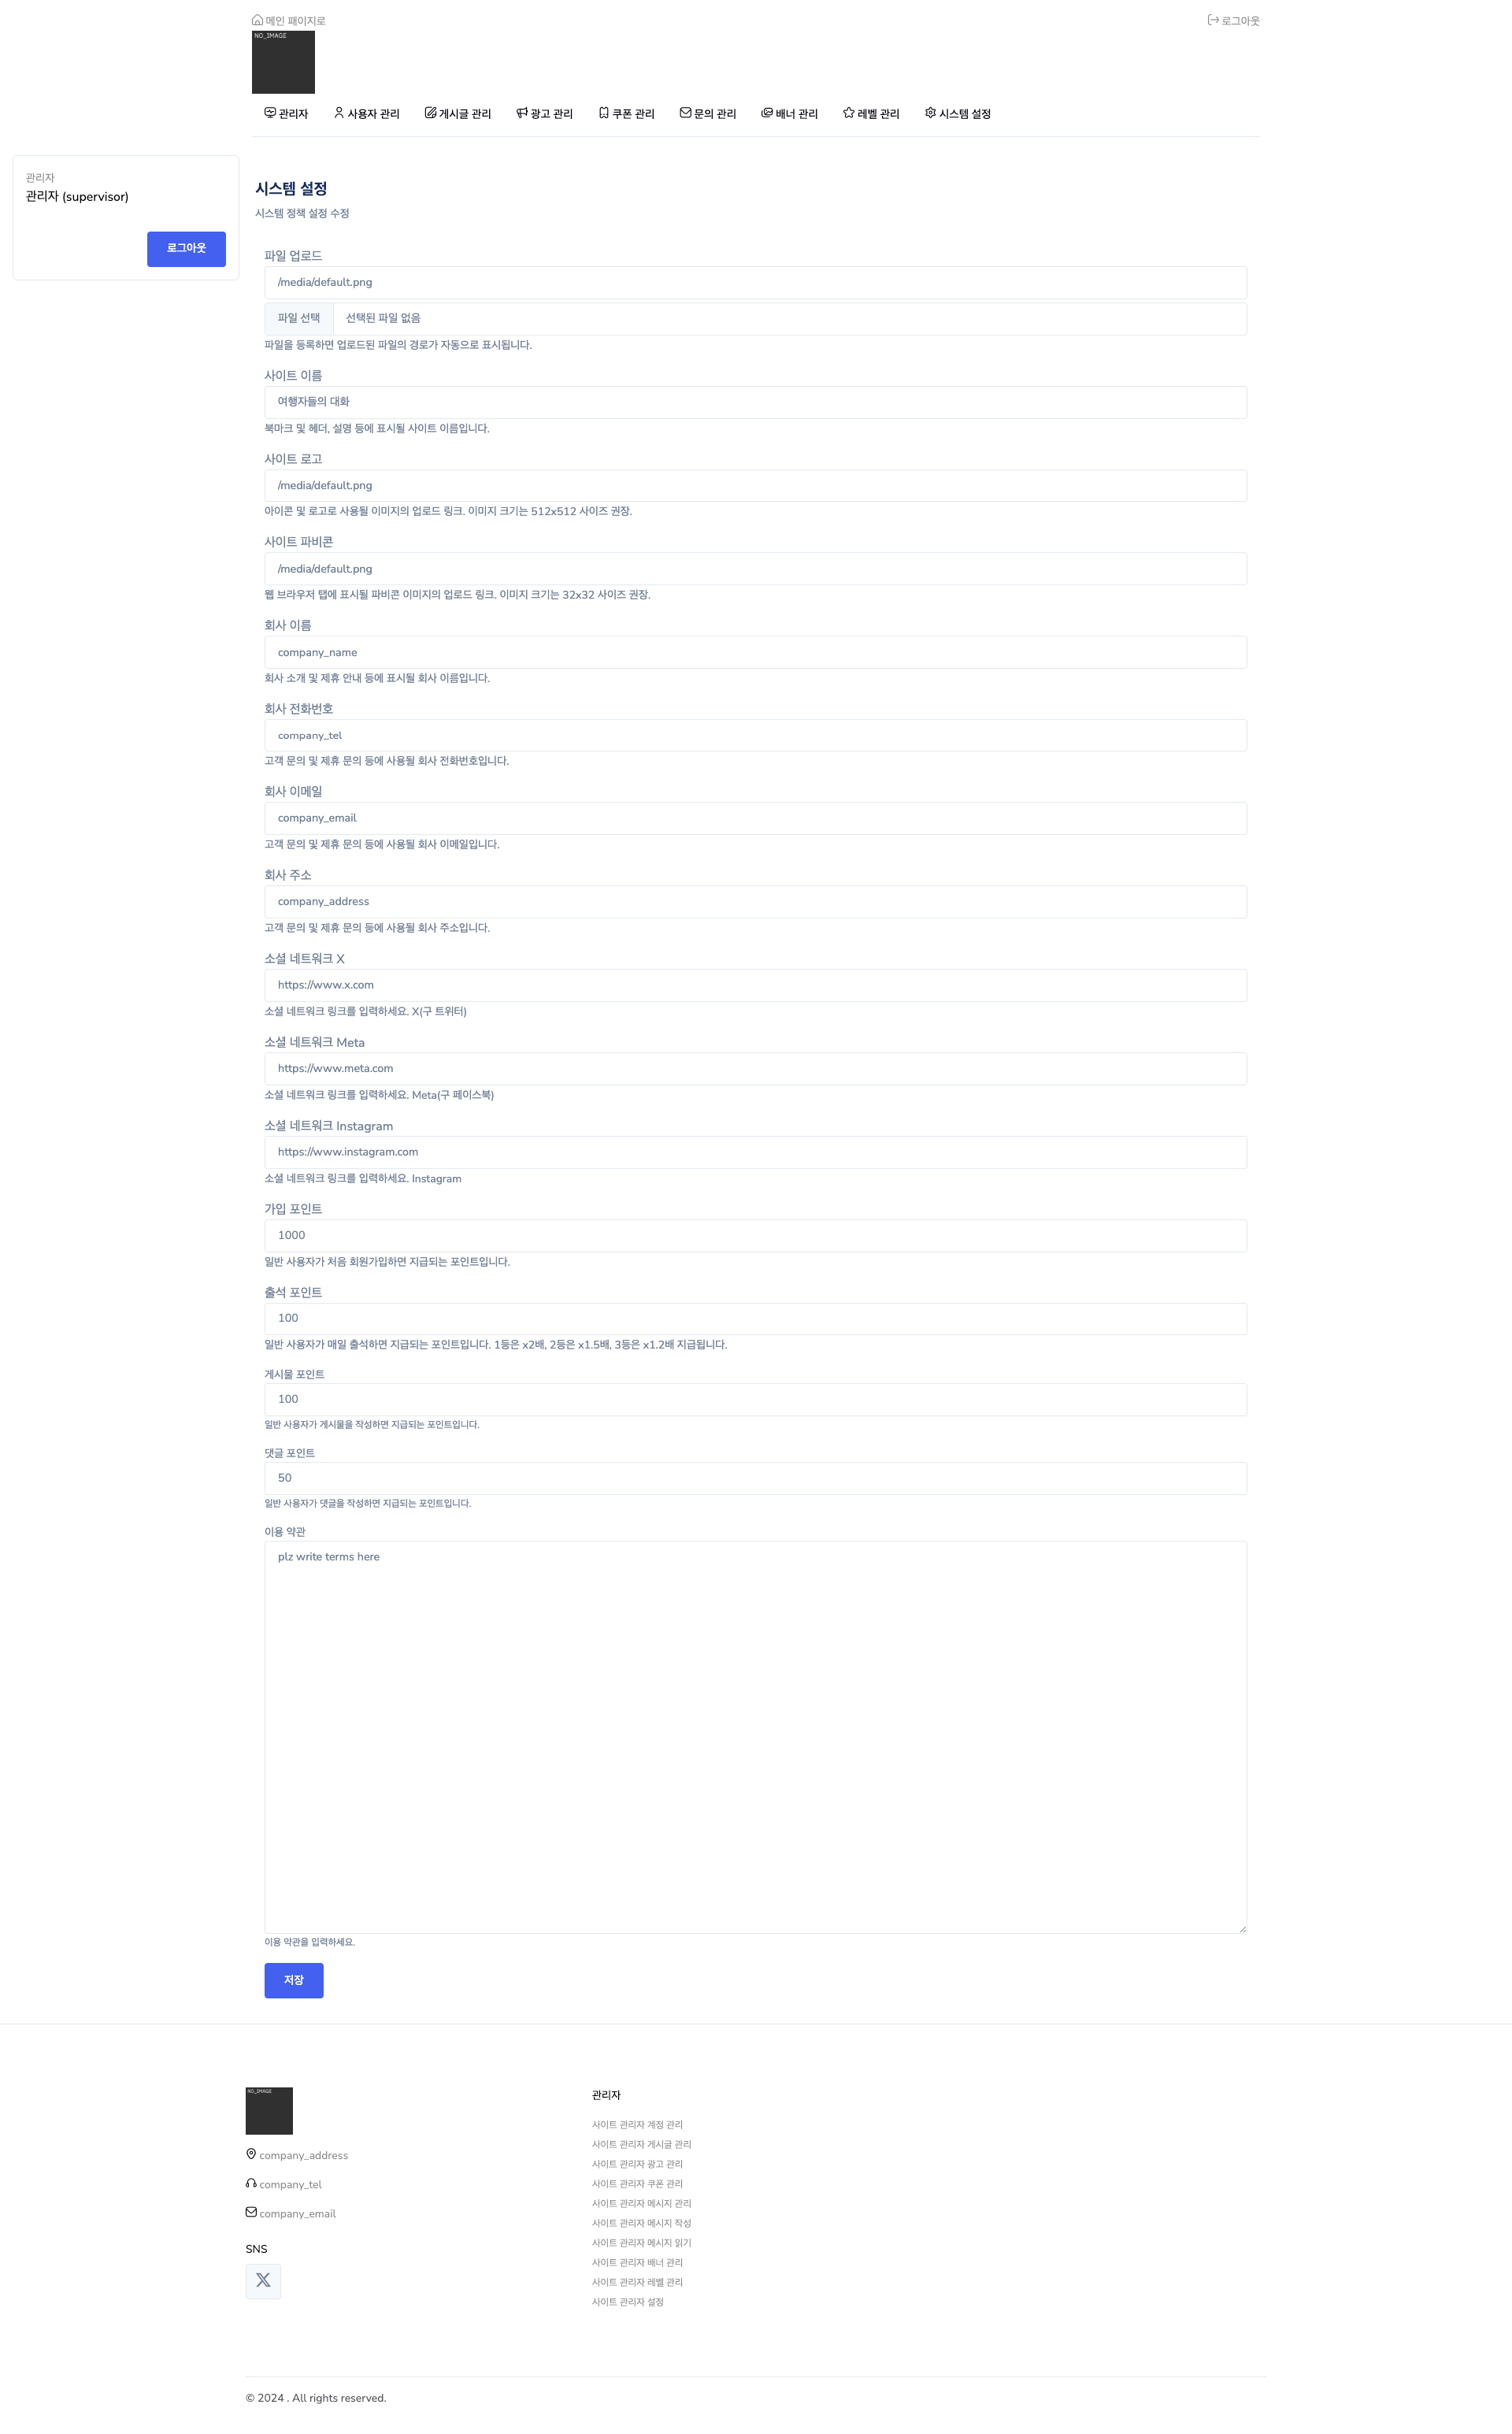 메인 페이지로
로그아웃
NO_IMAGE
관리자 사용자 관리 게시글 관리 광고 관리 쿠폰 관리 문의 관리 배너 관리 레벨 관리 시스템 설정
관리자
관리자 (supervisor)
로그아웃
시스템 설정
시스템 정책 설정 수정
파일 업로드
/media/default.png
파일 선택 선택된 파일 없음
파일을 등록하면 업로드된 파일의 경로가 자동으로 표시됩니다.
사이트 이름
여행자들의 대화
북마크 및 헤더, 설명 등에 표시될 사이트 이름입니다.
사이트 로고
/media/default.png
아이콘 및 로고로 사용될 이미지의 업로드 링크. 이미지 크기는 512x512 사이즈 권장.
사이트 파비콘
/media/default.png
웹 브라우저 탭에 표시될 파비콘 이미지의 업로드 링크. 이미지 크기는 32x32 사이즈 권장.
회사 이름
company_name
회사 소개 및 제휴 안내 등에 표시될 회사 이름입니다.
회사 전화번호
company_tel
고객 문의 및 제휴 문의 등에 사용될 회사 전화번호입니다.
회사 이메일
company_email
고객 문의 및 제휴 문의 등에 사용될 회사 이메일입니다.
회사 주소
company_address
고객 문의 및 제휴 문의 등에 사용될 회사 주소입니다.
소셜 네트워크 X
https://www.x.com
소셜 네트워크 링크를 입력하세요. X(구 트위터)
소셜 네트워크 Meta
https://www.meta.com
소셜 네트워크 링크를 입력하세요. Meta(구 페이스북)
소셜 네트워크 Instagram
https://www.instagram.com
소셜 네트워크 링크를 입력하세요. Instagram
가입 포인트
1000
일반 사용자가 처음 회원가입하면 지급되는 포인트입니다.
출석 포인트
100
일반 사용자가 매일 출석하면 지급되는 포인트입니다. 1등은 x2배, 2등은 x1.5배, 3등은 x1.2배 지급됩니다.
게시물 포인트
100
일반 사용자가 게시물을 작성하면 지급되는 포인트입니다.
댓글 포인트
50
일반 사용자가 댓글을 작성하면 지급되는 포인트입니다.
이용 약관
plz write terms here
이용 약관을 입력하세요.
저장
NO_IMAGE
company_address
company_tel
company_email
SNS
관리자
사이트 관리자 계정 관리
사이트 관리자 게시글 관리
사이트 관리자 광고 관리
사이트 관리자 쿠폰 관리
사이트 관리자 메시지 관리
사이트 관리자 메시지 작성
사이트 관리자 메시지 읽기
사이트 관리자 배너 관리
사이트 관리자 레벨 관리
사이트 관리자 설정
© 2024 . All rights reserved.